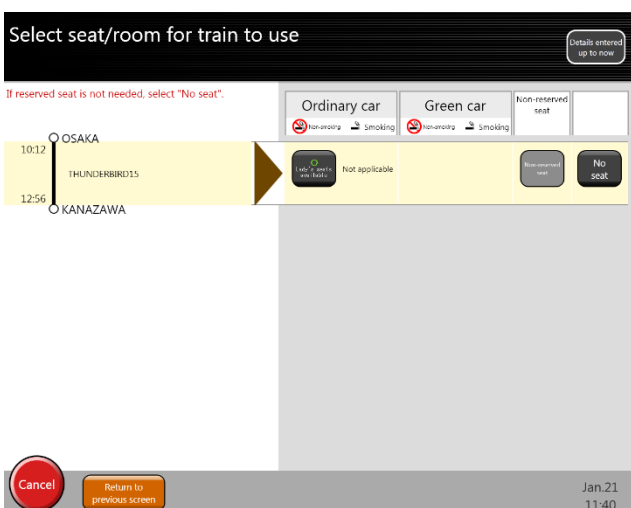 Select seat/room for train to use
Details entered
up to now
If reserved seat is not needed, select "No seat".
Ordinary car
Non-smoking Smoking
Green car
Non-smoking Smoking
Non-reserved
seat
OSAKA
10:12
THUNDERBIRD15
12:56
KANAZAWA
Lady's seats
available
Not applicable
Non-reserved
seat
No
seat
Cancel
Return to
previous screen
Jan.21
11:40